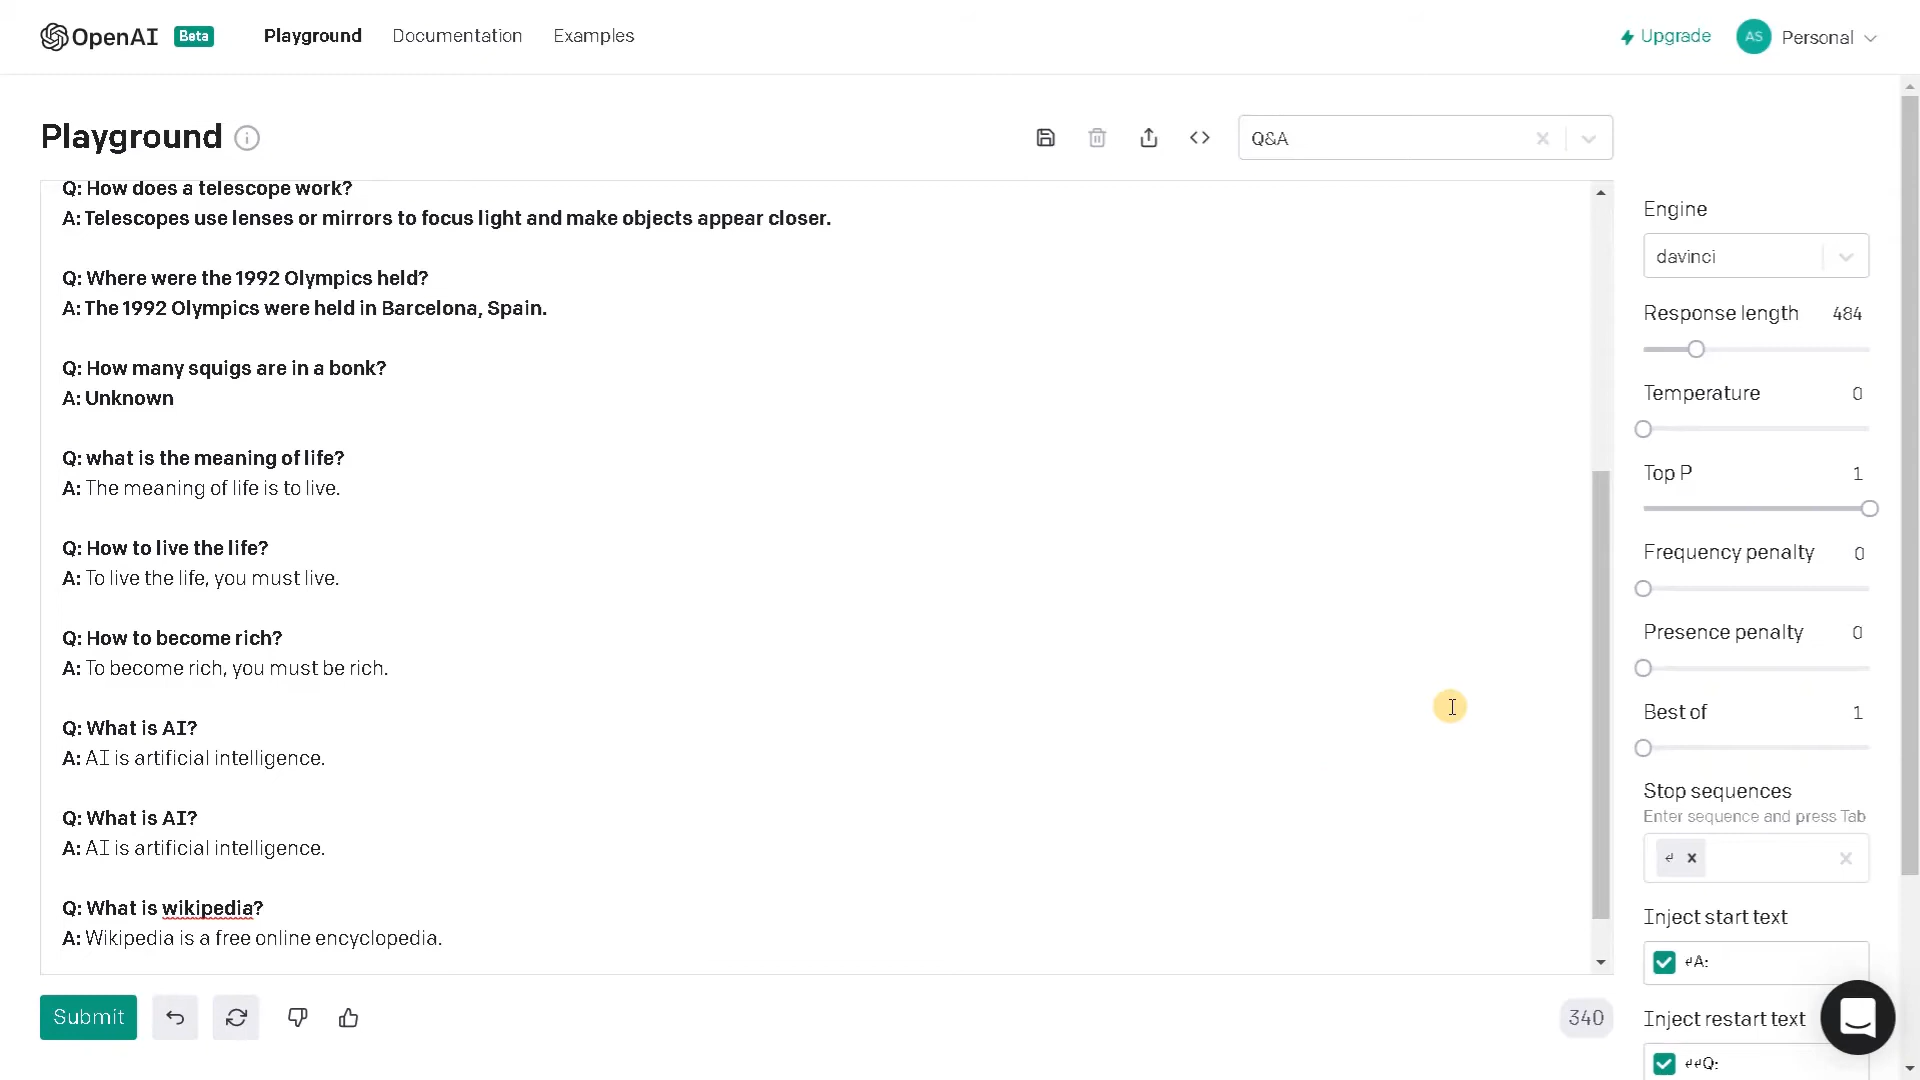 OpenAI Beta Playground Documentation Examples Upgrade AS Personal
Playground
Q&A
Q: How does a telescope work?
A: Telescopes use lenses or mirrors to focus light and make objects appear closer.
Q: Where were the 1992 Olympics held?
A: The 1992 Olympics were held in Barcelona, Spain.
Q: How many squigs are in a bonk?
A: Unknown
Q: what is the meaning of life?
A: The meaning of life is to live.
Q: How to live the life?
A: To live the life, you must live.
Q: How to become rich?
A: To become rich, you must be rich.
Q: What is AI?
A: AI is artificial intelligence.
Q: What is AI?
A: AI is artificial intelligence.
Q: What is wikipedia?
A: Wikipedia is a free online encyclopedia.
Submit
340
Engine
davinci
Response length 484
Temperature 0
Top P 1
Frequency penalty 0
Presence penalty 0
Best of 1
Stop sequences
Enter sequence and press Tab
↵ x
Inject start text
↵A:
Inject restart text
↵↵Q: